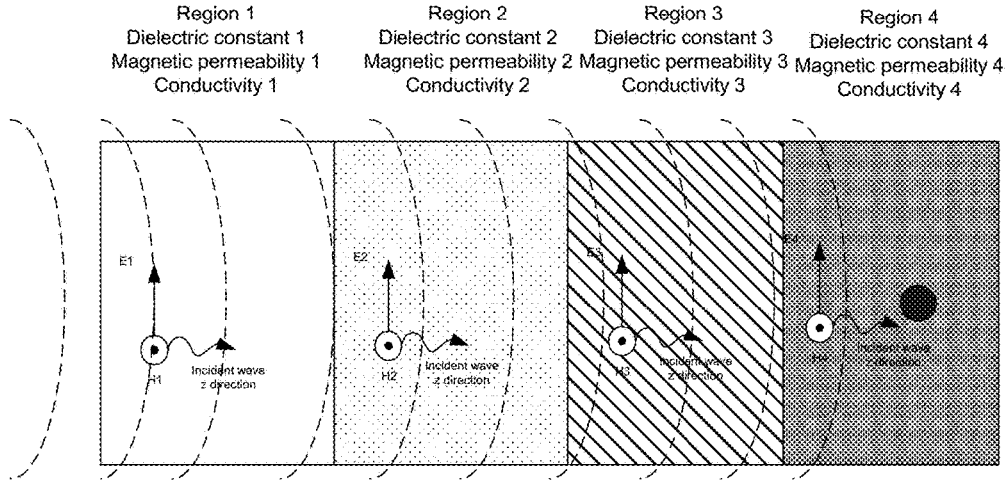 Region 1
Dielectric constant 1
Magnetic permeability 1
Conductivity 1
Region 2
Dielectric constant 2
Magnetic permeability 2
Conductivity 2
Region 3
Dielectric constant 3
Magnetic permeability 3
Conductivity 3
Region 4
Dielectric constant 4
Magnetic permeability 4
Conductivity 4
E1
H1
Incident wave
z direction
E2
H2
Incident wave
z direction
E3
H3
Incident wave
z direction
E4
H4
Incident wave
z direction